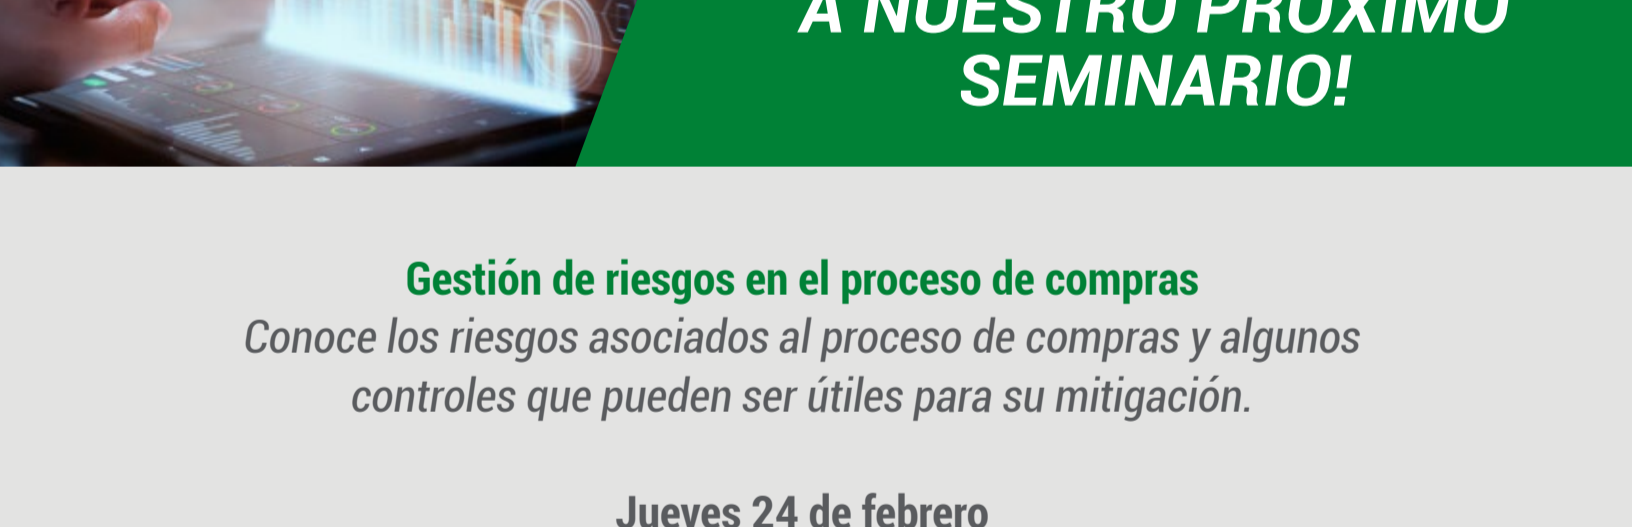 A NUESTRO PRÓXIMO
SEMINARIO!
Gestión de riesgos en el proceso de compras
Conoce los riesgos asociados al proceso de compras y algunos
controles que pueden ser útiles para su mitigación.
Jueves 24 de febrero